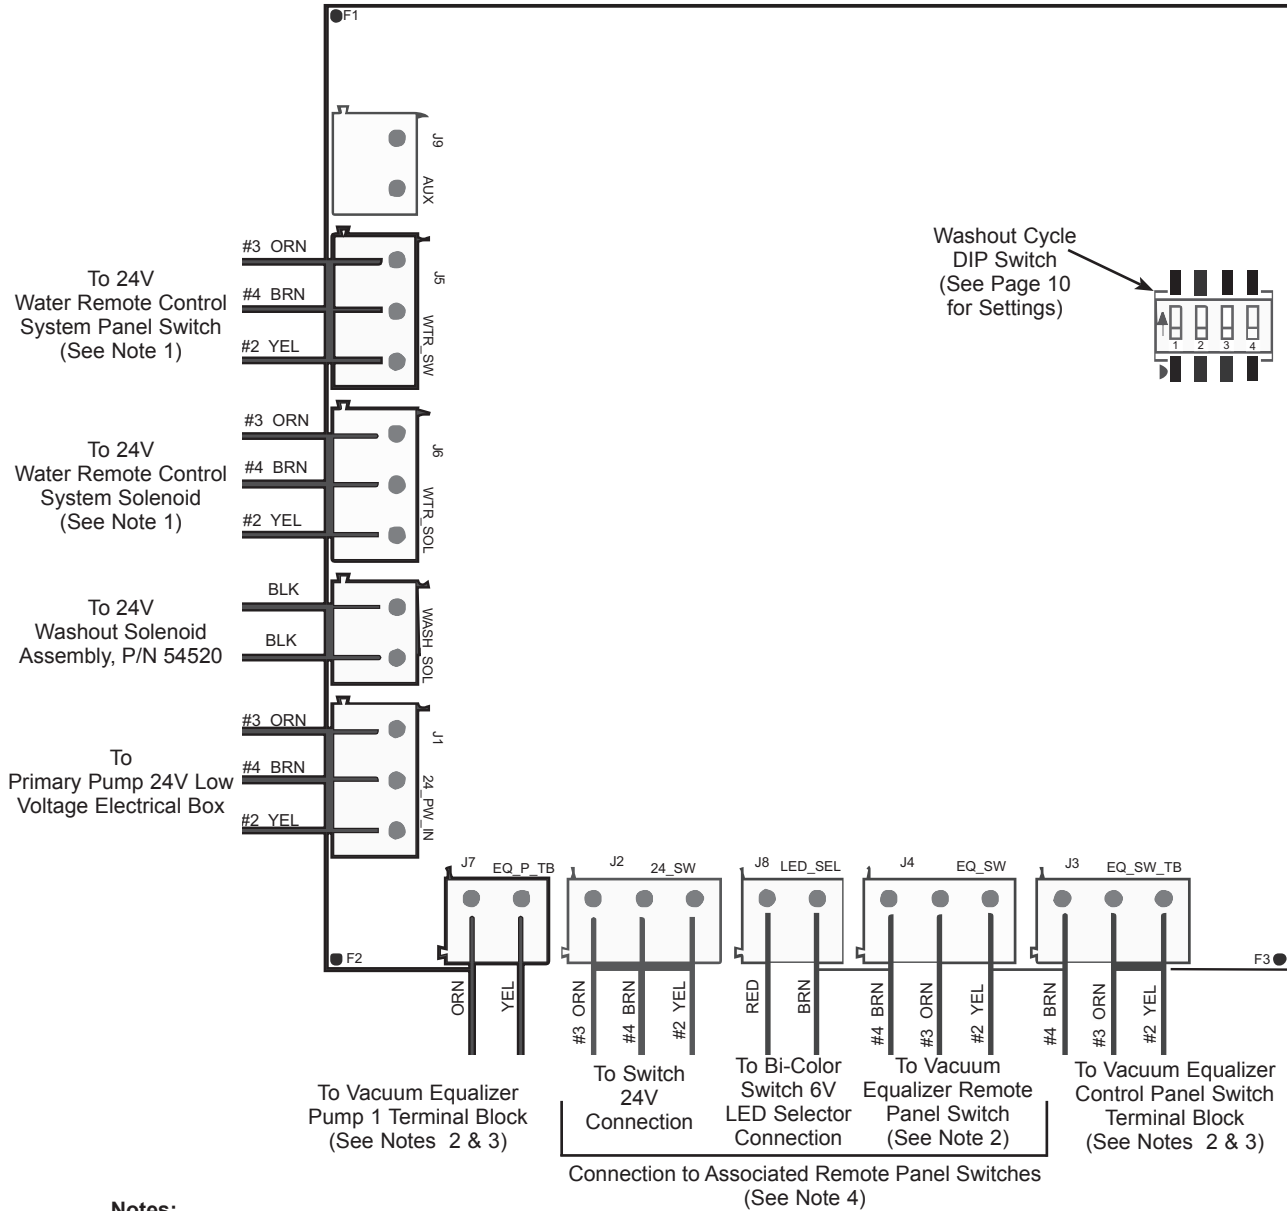 F1
J9
AUX
#3 ORN
#4 BRN
#2 YEL
To 24V
Water Remote Control
System Panel Switch
(See Note 1)
J5
WTR_SW
Washout Cycle
DIP Switch
(See Page 10
for Settings)
1 2 3 4
#3 ORN
#4 BRN
#2 YEL
To 24V
Water Remote Control
System Solenoid
(See Note 1)
J6
WTR_SOL
BLK
BLK
To 24V
Washout Solenoid
Assembly, P/N 54520
WASH_SOL
#3 ORN
#4 BRN
#2 YEL
To
Primary Pump 24V Low
Voltage Electrical Box
J1
24_PW_IN
F2
J7 EQ_P_TB
J2 24_SW
J8 LED_SEL
J4 EQ_SW
J3 EQ_SW_TB
F3
ORN
YEL
#3 ORN
#4 BRN
#2 YEL
RED
BRN
#4 BRN
#3 ORN
#2 YEL
#4 BRN
#3 ORN
#2 YEL
To Vacuum Equalizer
Pump 1 Terminal Block
(See Notes 2 & 3)
To Switch
24V
Connection
To Bi-Color
Switch 6V
LED Selector
Connection
To Vacuum
Equalizer Remote
Panel Switch
(See Note 2)
To Vacuum Equalizer
Control Panel Switch
Terminal Block
(See Notes 2 & 3)
Connection to Associated Remote Panel Switches
(See Note 4)
Notes: